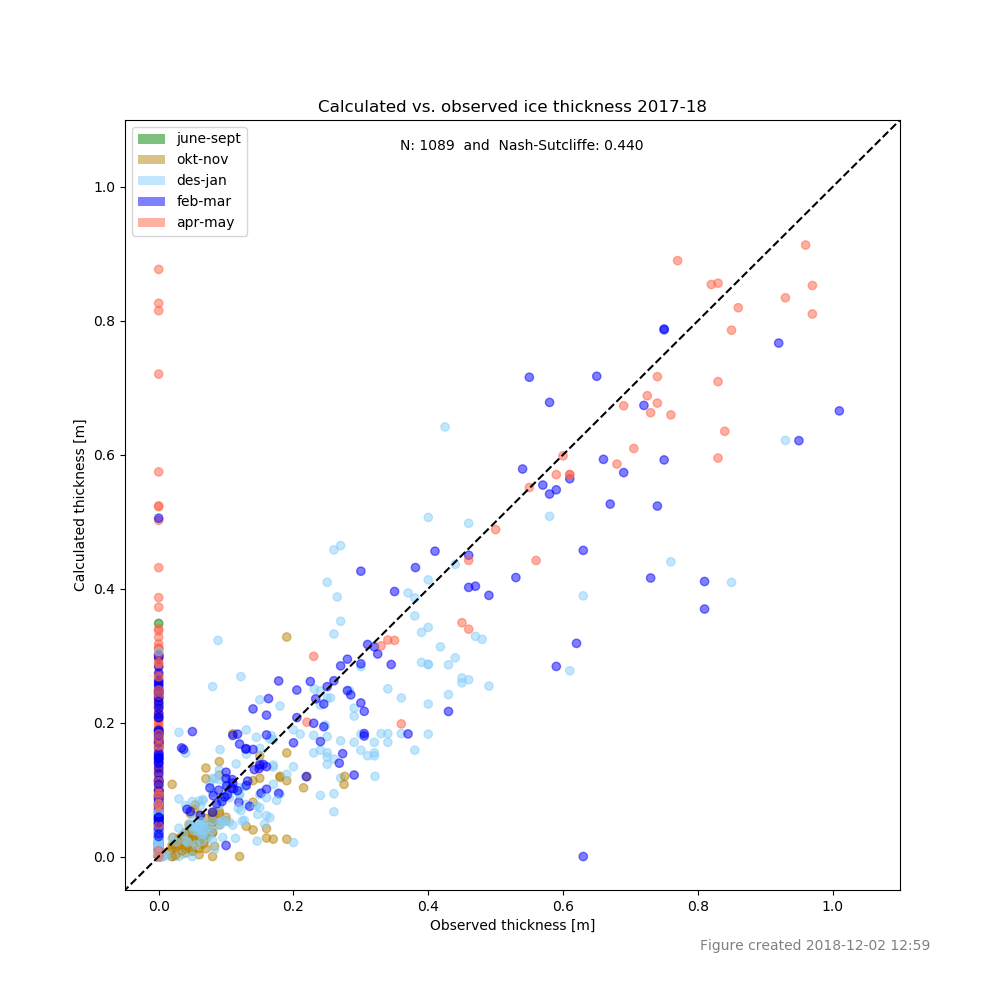 Calculated vs. observed ice thickness 2017-18
N: 1089 and Nash-Sutcliffe: 0.440
june-sept
okt-nov
des-jan
feb-mar
apr-may
Calculated thickness [m]
1.0
0.8
0.6
0.4
0.2
0.0
0.0 0.2 0.4 0.6 0.8 1.0
Observed thickness [m]
Figure created 2018-12-02 12:59